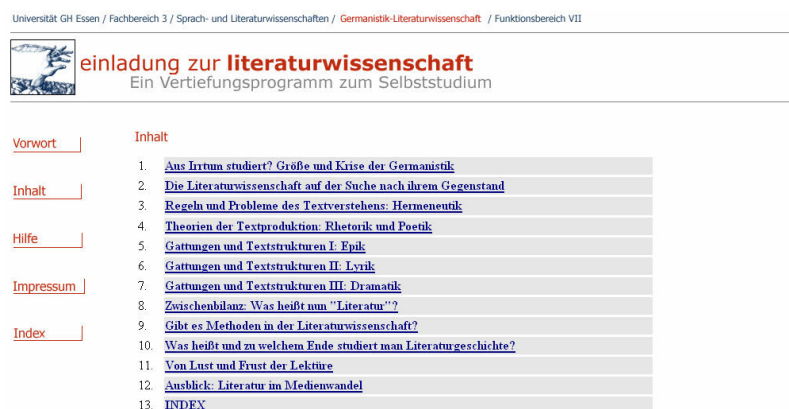 Universität GH Essen / Fachbereich 3 / Sprach- und Literaturwissenschaften / Germanistik-Literaturwissenschaft / Funktionsbereich VII
einladung zur literaturwissenschaft
Ein Vertiefungsprogramm zum Selbststudium
Vorwort
Inhalt
Hilfe
Impressum
Index
Inhalt
1. Aus Irrtum studiert? Größe und Krise der Germanistik
2. Die Literaturwissenschaft auf der Suche nach ihrem Gegenstand
3. Regeln und Probleme des Textverstehens: Hermeneutik
4. Theorien der Textproduktion: Rhetorik und Poetik
5. Gattungen und Textstrukturen I: Epik
6. Gattungen und Textstrukturen II: Lyrik
7. Gattungen und Textstrukturen III: Dramatik
8. Zwischenbilanz: Was heißt nun "Literatur"?
9. Gibt es Methoden in der Literaturwissenschaft?
10. Was heißt und zu welchem Ende studiert man Literaturgeschichte?
11. Von Lust und Frust der Lektüre
12. Ausblick: Literatur im Medienwandel
13. INDEX